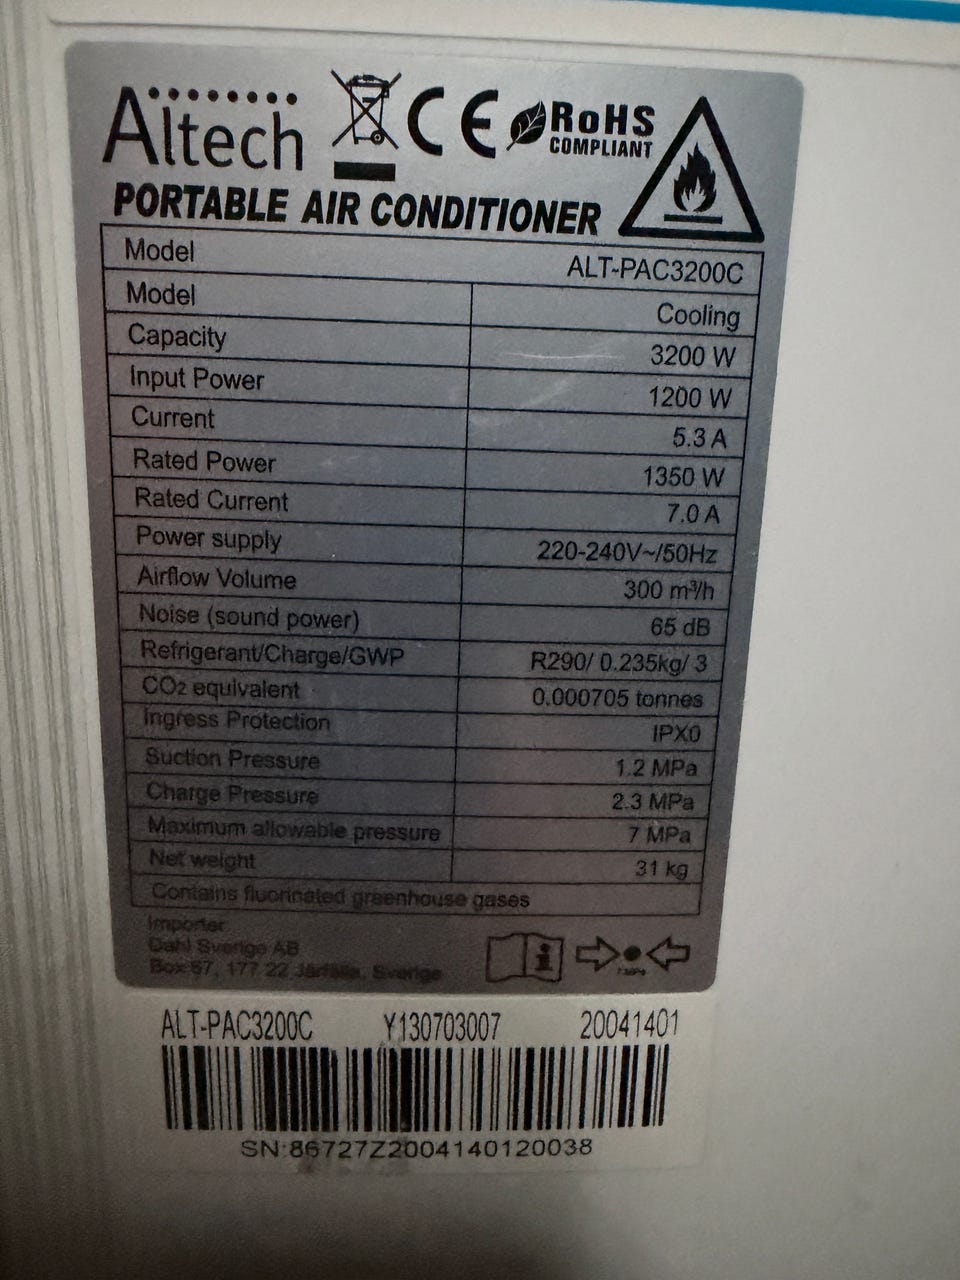 Altech CE RoHS
COMPLIANT
PORTABLE AIR CONDITIONER
Model ALT-PAC3200C
Model Cooling
Capacity 3200 W
Input Power 1200 W
Current 5.3 A
Rated Power 1350 W
Rated Current 7.0 A
Power supply 220-240V~/50Hz
Airflow Volume 300 m³/h
Noise (sound power) 65 dB
Refrigerant/Charge/GWP R290/ 0.235kg/ 3
CO2 equivalent 0.000705 tonnes
Ingress Protection IPX0
Suction Pressure 1.2 MPa
Charge Pressure 2.3 MPa
Maximum allowable pressure 7 MPa
Net weight 31 kg
Contains fluorinated greenhouse gases
Importer
Dahl Sverige AB
Box 67, 177 22 Järfälla, Sverige
ALT-PAC3200C Y130703007 20041401
SN:86727Z2004140120038